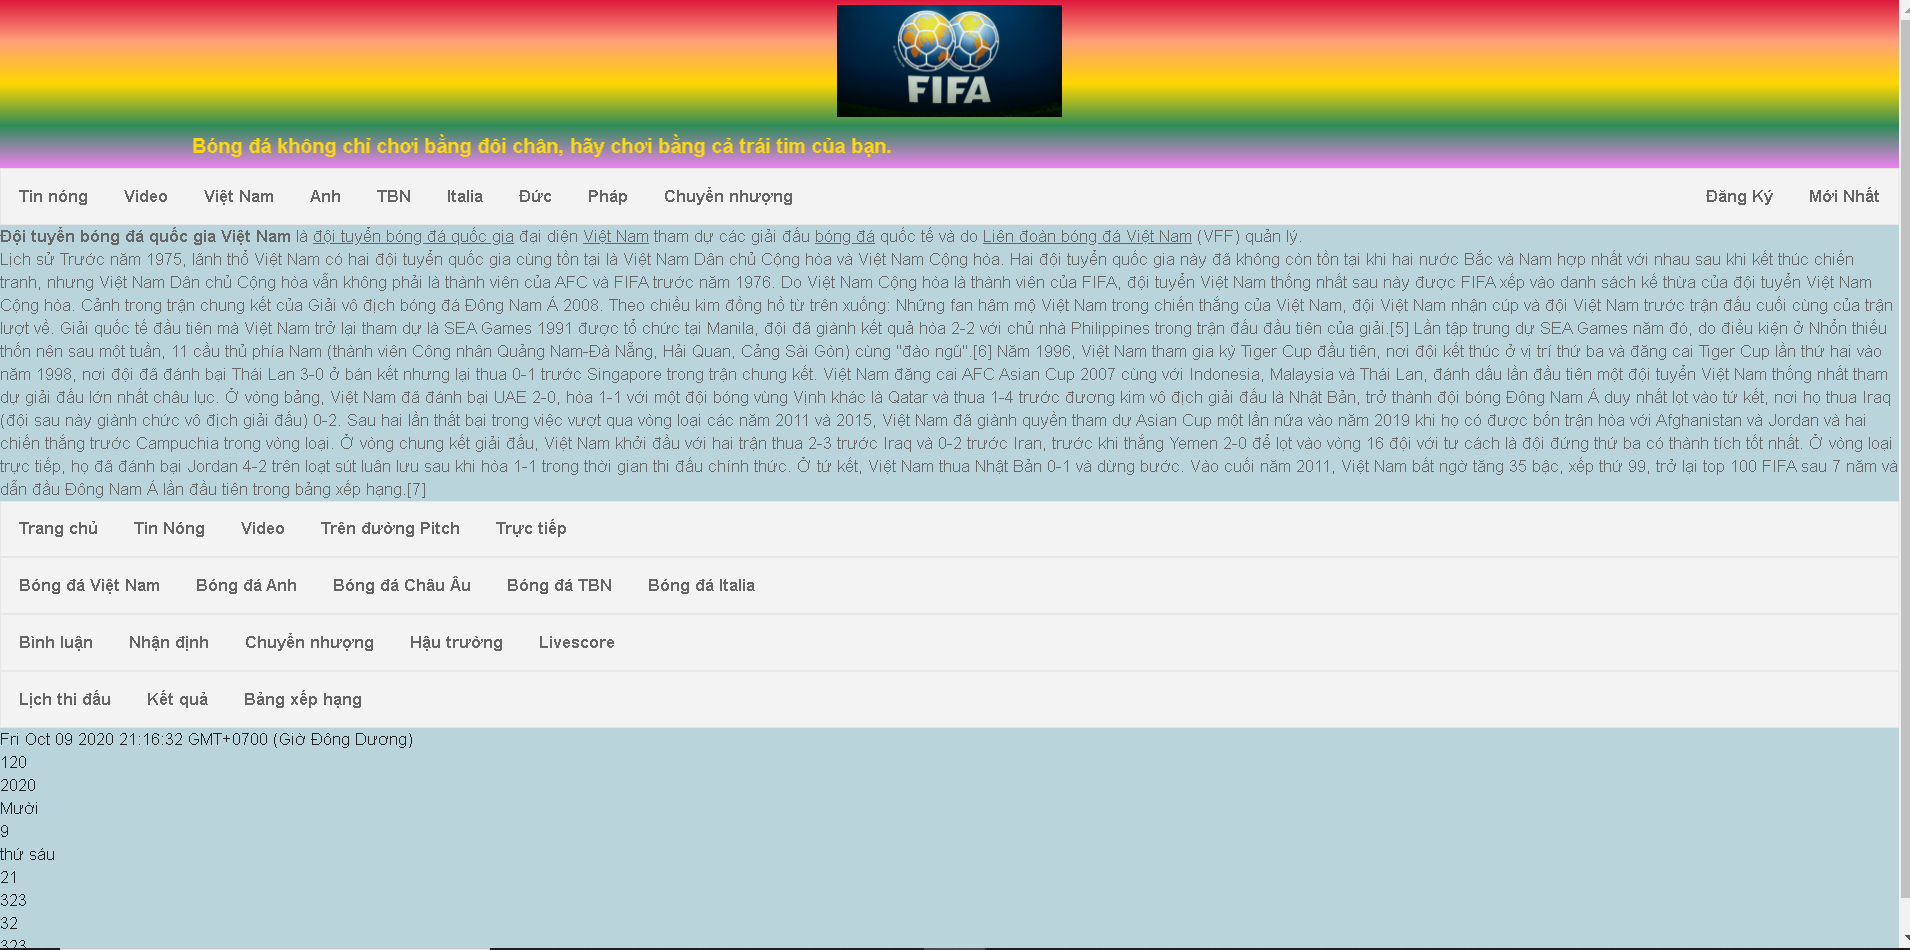 FIFA
Bóng đá không chỉ chơi bằng đôi chân, hãy chơi bằng cả trái tim của bạn.
Tin nóng Video Việt Nam Anh TBN Italia Đức Pháp Chuyển nhượng Đăng Ký Mới Nhất
Đội tuyển bóng đá quốc gia Việt Nam là đội tuyển bóng đá quốc gia đại diện Việt Nam tham dự các giải đấu bóng đá quốc tế và do Liên đoàn bóng đá Việt Nam (VFF) quản lý.
Lịch sử Trước năm 1975, lãnh thổ Việt Nam có hai đội tuyển quốc gia cùng tồn tại là Việt Nam Dân chủ Cộng hòa và Việt Nam Cộng hòa. Hai đội tuyển quốc gia này đã không còn tồn tại khi hai nước Bắc và Nam hợp nhất với nhau sau khi kết thúc chiến
tranh, nhưng Việt Nam Dân chủ Cộng hòa vẫn không phải là thành viên của AFC và FIFA trước năm 1976. Do Việt Nam Cộng hòa là thành viên của FIFA, đội tuyển Việt Nam thống nhất sau này được FIFA xếp vào danh sách kế thừa của đội tuyển Việt Nam
Cộng hòa. Cảnh trong trận chung kết của Giải vô địch bóng đá Đông Nam Á 2008. Theo chiều kim đồng hồ từ trên xuống: Những fan hâm mộ Việt Nam trong chiến thắng của Việt Nam, đội Việt Nam nhận cúp và đội Việt Nam trước trận đấu cuối cùng của trận
lượt về. Giải quốc tế đầu tiên mà Việt Nam trở lại tham dự là SEA Games 1991 được tổ chức tại Manila, đội đã giành kết quả hòa 2-2 với chủ nhà Philippines trong trận đấu đầu tiên của giải.[5] Lần tập trung dự SEA Games năm đó, do điều kiện ở Nhổn thiếu
thốn nên sau một tuần, 11 cầu thủ phía Nam (thành viên Công nhân Quảng Nam-Đà Nẵng, Hải Quan, Cảng Sài Gòn) cùng "đào ngũ".[6] Năm 1996, Việt Nam tham gia kỳ Tiger Cup đầu tiên, nơi đội kết thúc ở vị trí thứ ba và đăng cai Tiger Cup lần thứ hai vào
năm 1998, nơi đội đã đánh bại Thái Lan 3-0 ở bán kết nhưng lại thua 0-1 trước Singapore trong trận chung kết. Việt Nam đăng cai AFC Asian Cup 2007 cùng với Indonesia, Malaysia và Thái Lan, đánh dấu lần đầu tiên một đội tuyển Việt Nam thống nhất tham
dự giải đấu lớn nhất châu lục. Ở vòng bảng, Việt Nam đã đánh bại UAE 2-0, hòa 1-1 với một đội bóng vùng Vịnh khác là Qatar và thua 1-4 trước đương kim vô địch giải đấu là Nhật Bản, trở thành đội bóng Đông Nam Á duy nhất lọt vào tứ kết, nơi họ thua Iraq
(đội sau này giành chức vô địch giải đấu) 0-2. Sau hai lần thất bại trong việc vượt qua vòng loại các năm 2011 và 2015, Việt Nam đã giành quyền tham dự Asian Cup một lần nữa vào năm 2019 khi họ có được bốn trận hòa với Afghanistan và Jordan và hai
chiến thắng trước Campuchia trong vòng loại. Ở vòng chung kết giải đấu, Việt Nam khởi đầu với hai trận thua 2-3 trước Iraq và 0-2 trước Iran, trước khi thắng Yemen 2-0 để lọt vào vòng 16 đội với tư cách là đội đứng thứ ba có thành tích tốt nhất. Ở vòng loại
trực tiếp, họ đã đánh bại Jordan 4-2 trên loạt sút luân lưu sau khi hòa 1-1 trong thời gian thi đấu chính thức. Ở tứ kết, Việt Nam thua Nhật Bản 0-1 và dừng bước. Vào cuối năm 2011, Việt Nam bất ngờ tăng 35 bậc, xếp thứ 99, trở lại top 100 FIFA sau 7 năm và
dẫn đầu Đông Nam Á lần đầu tiên trong bảng xếp hạng.[7]
Trang chủ Tin Nóng Video Trên đường Pitch Trực tiếp
Bóng đá Việt Nam Bóng đá Anh Bóng đá Châu Âu Bóng đá TBN Bóng đá Italia
Bình luận Nhận định Chuyển nhượng Hậu trường Livescore
Lịch thi đấu Kết quả Bảng xếp hạng
Fri Oct 09 2020 21:16:32 GMT+0700 (Giờ Đông Dương)
120
2020
Mười
9
thứ sáu
21
323
32
323